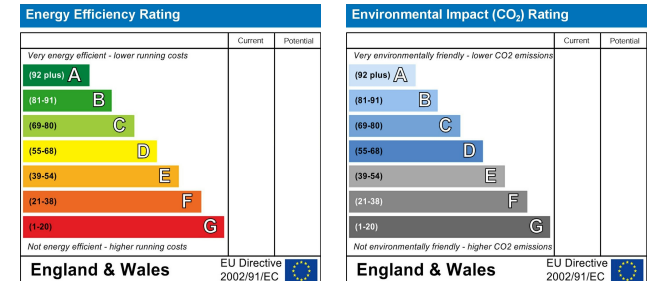 Energy Efficiency Rating
Current Potential
Very energy efficient - lower running costs
(92 plus) A
(81-91) B
(69-80) C
(55-68) D
(39-54) E
(21-38) F
(1-20) G
Not energy efficient - higher running costs
England & Wales
EU Directive
2002/91/EC
Environmental Impact (CO₂) Rating
Current Potential
Very environmentally friendly - lower CO2 emissions
(92 plus) A
(81-91) B
(69-80) C
(55-68) D
(39-54) E
(21-38) F
(1-20) G
Not environmentally friendly - higher CO2 emissions
England & Wales
EU Directive
2002/91/EC